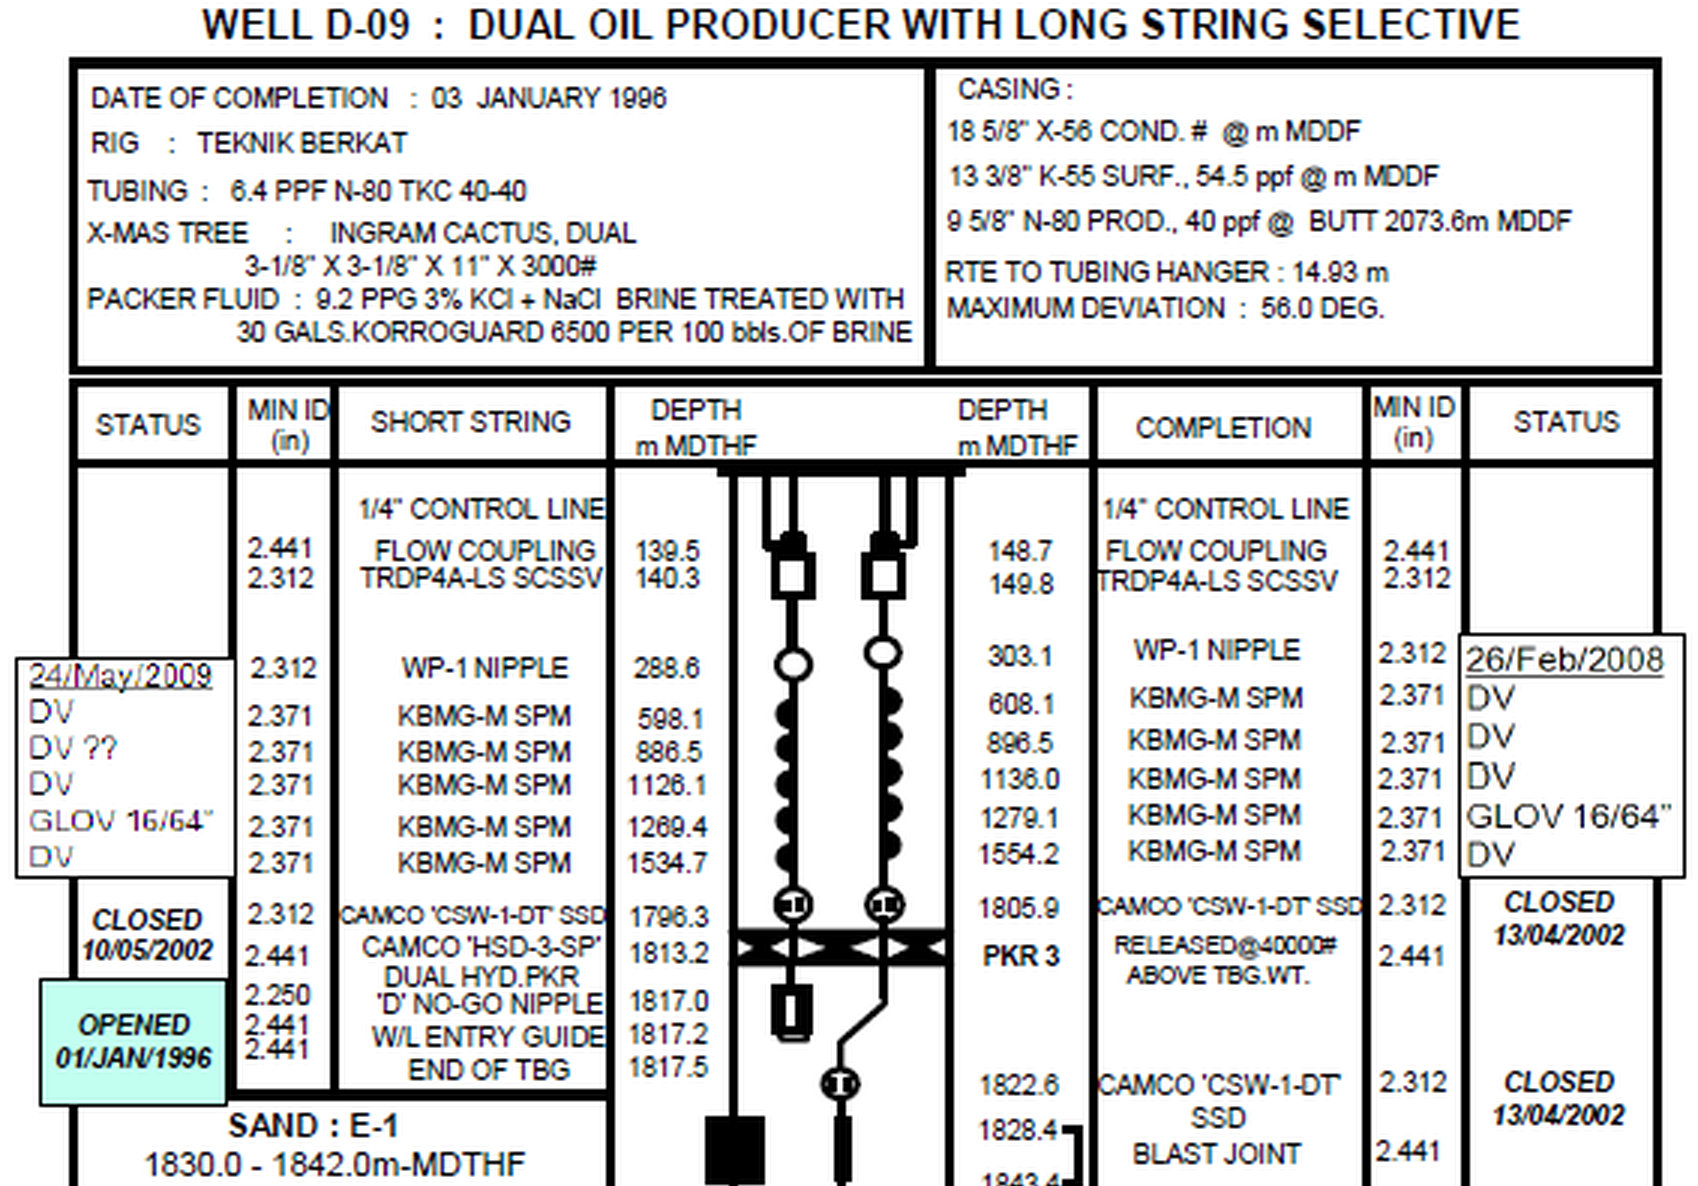 WELL D-09 : DUAL OIL PRODUCER WITH LONG STRING SELECTIVE
DATE OF COMPLETION : 03 JANUARY 1996
RIG : TEKNIK BERKAT
TUBING : 6.4 PPF N-80 TKC 40-40
X-MAS TREE : INGRAM CACTUS, DUAL
3-1/8" X 3-1/8" X 11" X 3000#
PACKER FLUID : 9.2 PPG 3% KCl + NaCl BRINE TREATED WITH
30 GALS.KORROGUARD 6500 PER 100 bbls.OF BRINE
CASING :
18 5/8" X-56 COND. # @ m MDDF
13 3/8" K-55 SURF., 54.5 ppf @ m MDDF
9 5/8" N-80 PROD., 40 ppf @ BUTT 2073.6m MDDF
RTE TO TUBING HANGER : 14.93 m
MAXIMUM DEVIATION : 56.0 DEG.
STATUS MIN ID (in) SHORT STRING DEPTH m MDTHF DEPTH m MDTHF COMPLETION MIN ID (in) STATUS
1/4" CONTROL LINE 1/4" CONTROL LINE
2.441 FLOW COUPLING 139.5 148.7 FLOW COUPLING 2.441
2.312 TRDP4A-LS SCSSV 140.3 149.8 TRDP4A-LS SCSSV 2.312
24/May/2009 2.312 WP-1 NIPPLE 288.6 303.1 WP-1 NIPPLE 2.312 26/Feb/2008
DV 2.371 KBMG-M SPM 598.1 608.1 KBMG-M SPM 2.371 DV
DV ?? 2.371 KBMG-M SPM 886.5 896.5 KBMG-M SPM 2.371 DV
DV 2.371 KBMG-M SPM 1126.1 1136.0 KBMG-M SPM 2.371 DV
GLOV 16/64" 2.371 KBMG-M SPM 1269.4 1279.1 KBMG-M SPM 2.371 GLOV 16/64"
DV 2.371 KBMG-M SPM 1534.7 1554.2 KBMG-M SPM 2.371 DV
CLOSED 2.312 CAMCO 'CSW-1-DT' SSD 1796.3 1805.9 CAMCO 'CSW-1-DT' SSD 2.312 CLOSED
10/05/2002 2.441 CAMCO 'HSD-3-SP' 1813.2 PKR 3 RELEASED@40000# 2.441 13/04/2002
DUAL HYD.PKR ABOVE TBG.WT.
2.250 'D' NO-GO NIPPLE 1817.0
OPENED 2.441 W/L ENTRY GUIDE 1817.2
01/JAN/1996 2.441 END OF TBG 1817.5
1822.6 CAMCO 'CSW-1-DT' 2.312 CLOSED
SSD 13/04/2002
SAND : E-1 1828.4
1830.0 - 1842.0m-MDTHF BLAST JOINT 2.441
1843.4